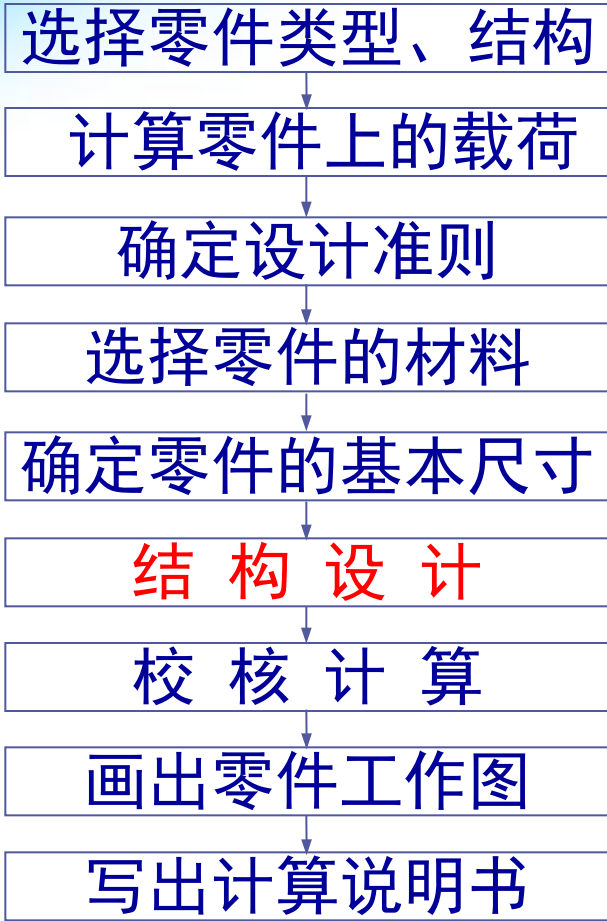 选择零件类型、结构
计算零件上的载荷
确定设计准则
选择零件的材料
确定零件的基本尺寸
结 构 设 计
校 核 计 算
画出零件工作图
写出计算说明书